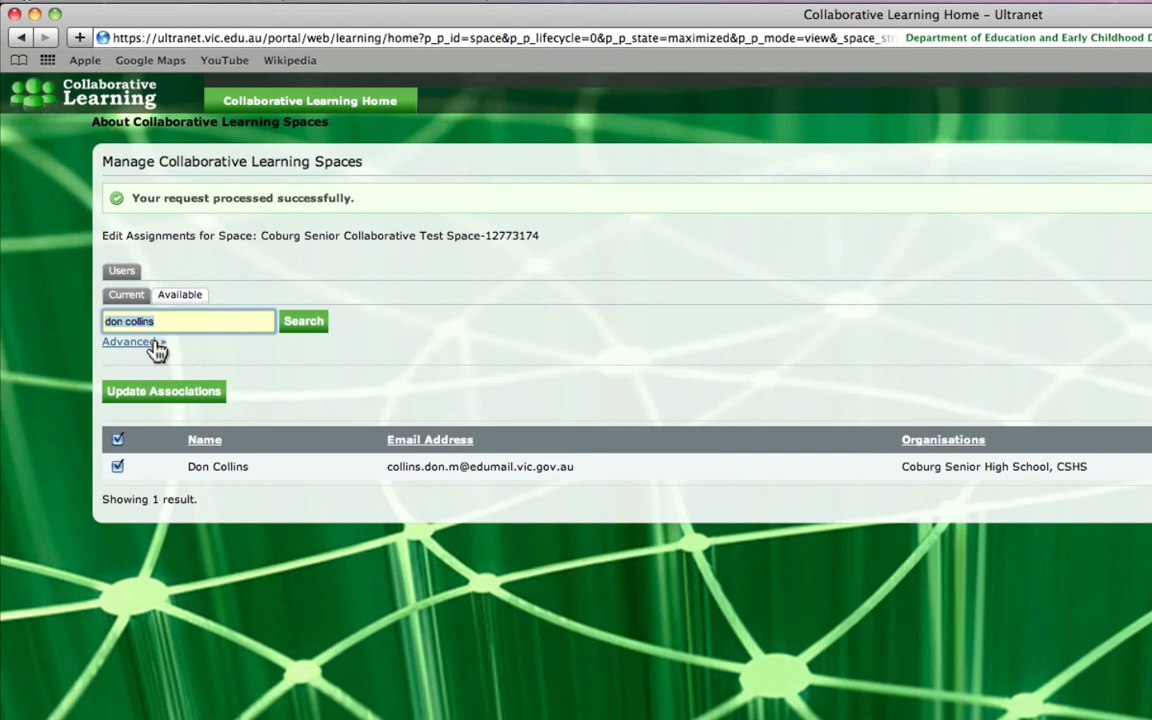 Collaborative Learning Home – Ultranet
https://ultranet.vic.edu.au/portal/web/learning/home?p_p_id=space&p_p_lifecycle=0&p_p_state=maximized&p_p_mode=view&_space_str
Department of Education and Early Childhood D
Apple Google Maps YouTube Wikipedia
Collaborative
Learning
Collaborative Learning Home
About Collaborative Learning Spaces
Manage Collaborative Learning Spaces
Your request processed successfully.
Edit Assignments for Space: Coburg Senior Collaborative Test Space-12773174
Users
Current Available
don collins Search
Advanced »
Update Associations
Name Email Address Organisations
Don Collins collins.don.m@edumail.vic.gov.au Coburg Senior High School, CSHS
Showing 1 result.